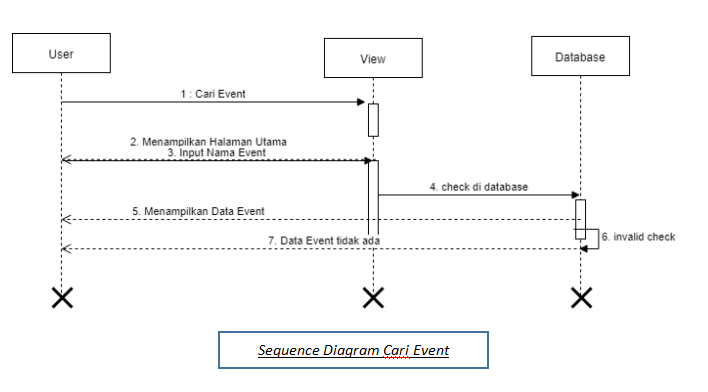 User
View
Database
1 : Cari Event
2. Menampilkan Halaman Utama
3. Input Nama Event
4. check di database
5. Menampilkan Data Event
6. invalid check
7. Data Event tidak ada
Sequence Diagram Cari Event